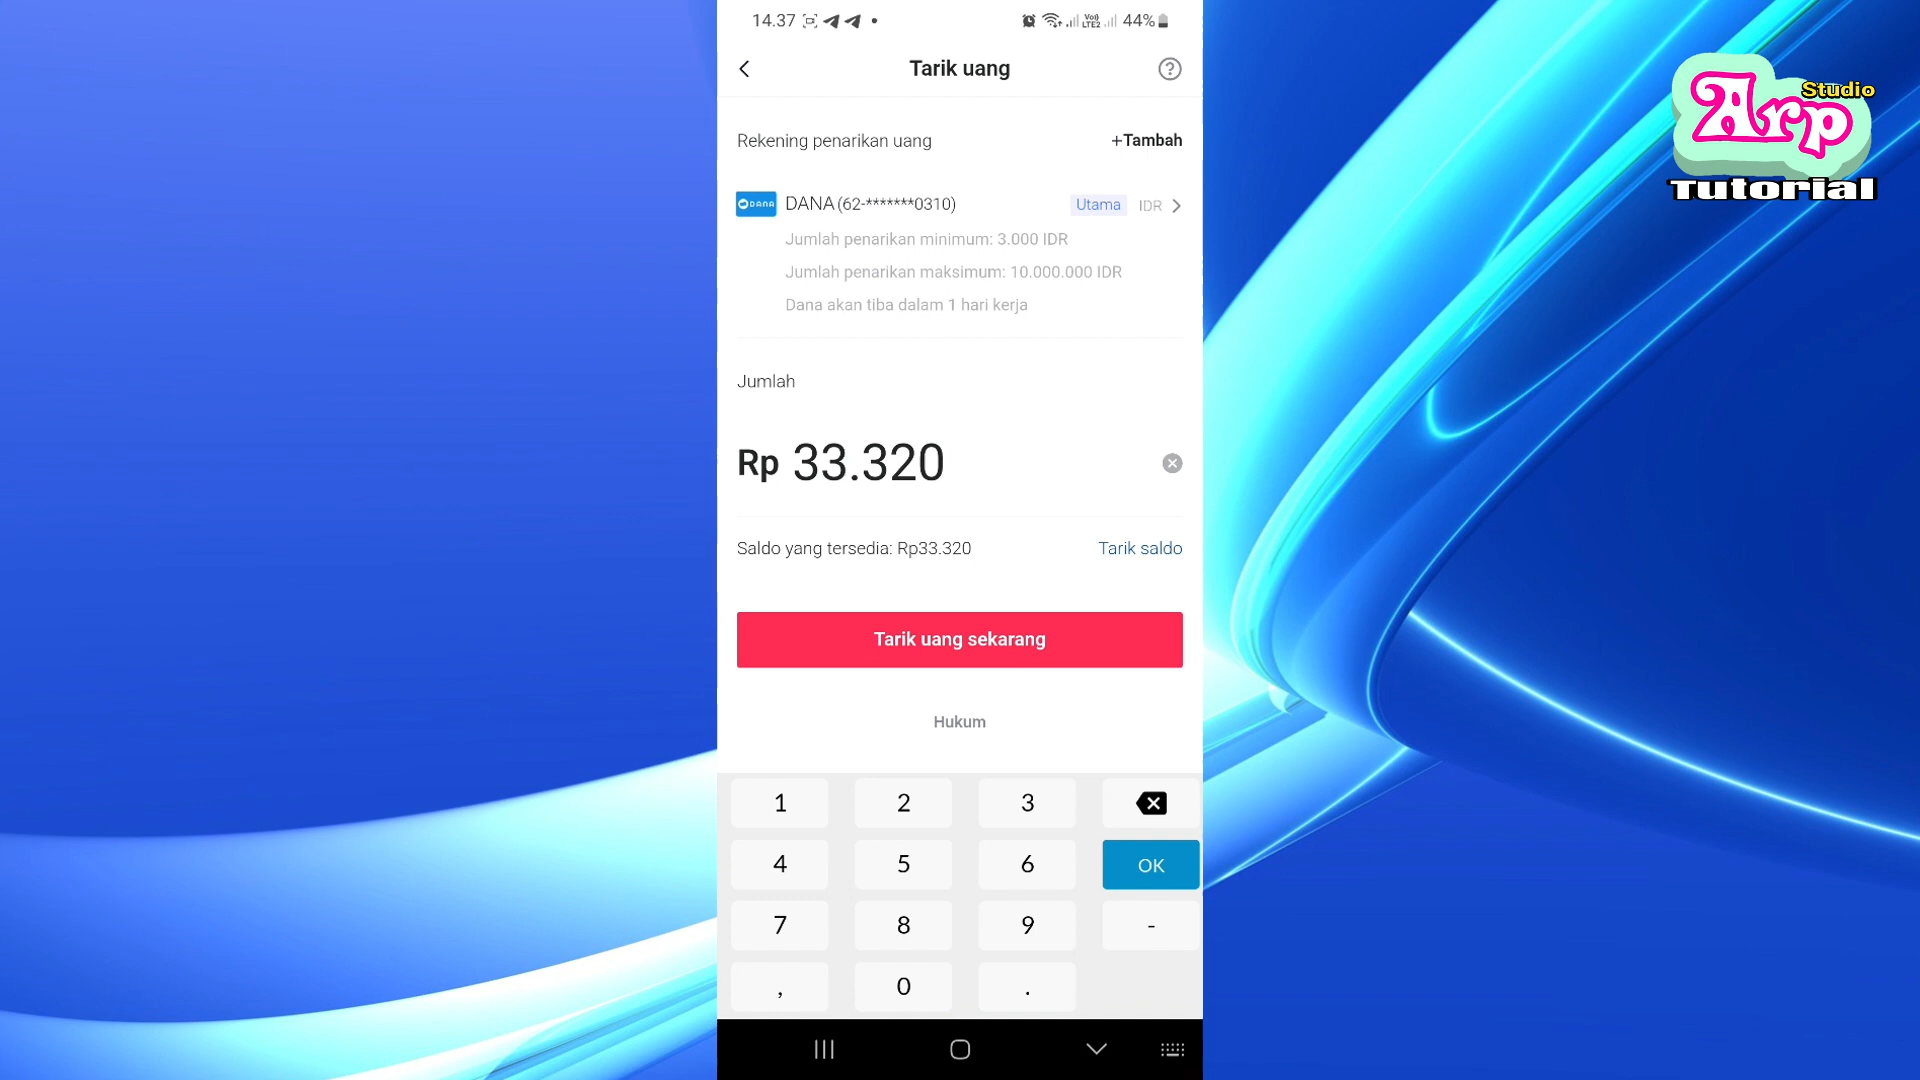 14.37
Vo))
LTE2
44%
Tarik uang
Rekening penarikan uang
+Tambah
DANA
DANA (62-*******0310)
Utama
IDR
Jumlah penarikan minimum: 3.000 IDR
Jumlah penarikan maksimum: 10.000.000 IDR
Dana akan tiba dalam 1 hari kerja
Jumlah
Rp 33.320
Saldo yang tersedia: Rp33.320
Tarik saldo
Tarik uang sekarang
Hukum
1 2 3
4 5 6 OK
7 8 9 -
, 0 .
Studio
Arp
Tutorial